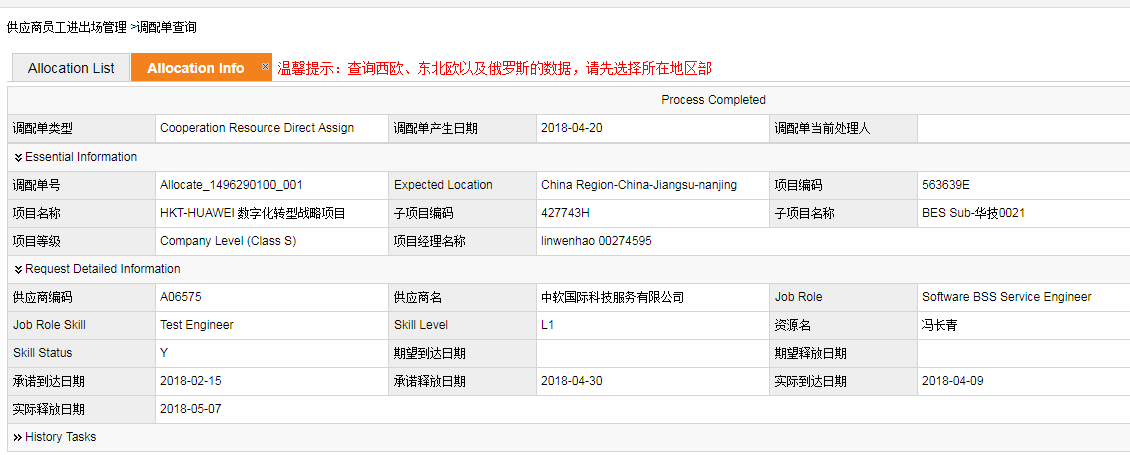 供应商员工进出场管理 >调配单查询
Allocation List Allocation Info × 温馨提示：查询西欧、东北欧以及俄罗斯的数据，请先选择所在地区部
Process Completed
调配单类型 Cooperation Resource Direct Assign 调配单产生日期 2018-04-20 调配单当前处理人
Essential Information
调配单号 Allocate_1496290100_001 Expected Location China Region-China-Jiangsu-nanjing 项目编码 563639E
项目名称 HKT-HUAWEI 数字化转型战略项目 子项目编码 427743H 子项目名称 BES Sub-华技0021
项目等级 Company Level (Class S) 项目经理名称 linwenhao 00274595
Request Detailed Information
供应商编码 A06575 供应商名 中软国际科技服务有限公司 Job Role Software BSS Service Engineer
Job Role Skill Test Engineer Skill Level L1 资源名 冯长青
Skill Status Y 期望到达日期 期望释放日期
承诺到达日期 2018-02-15 承诺释放日期 2018-04-30 实际到达日期 2018-04-09
实际释放日期 2018-05-07
History Tasks